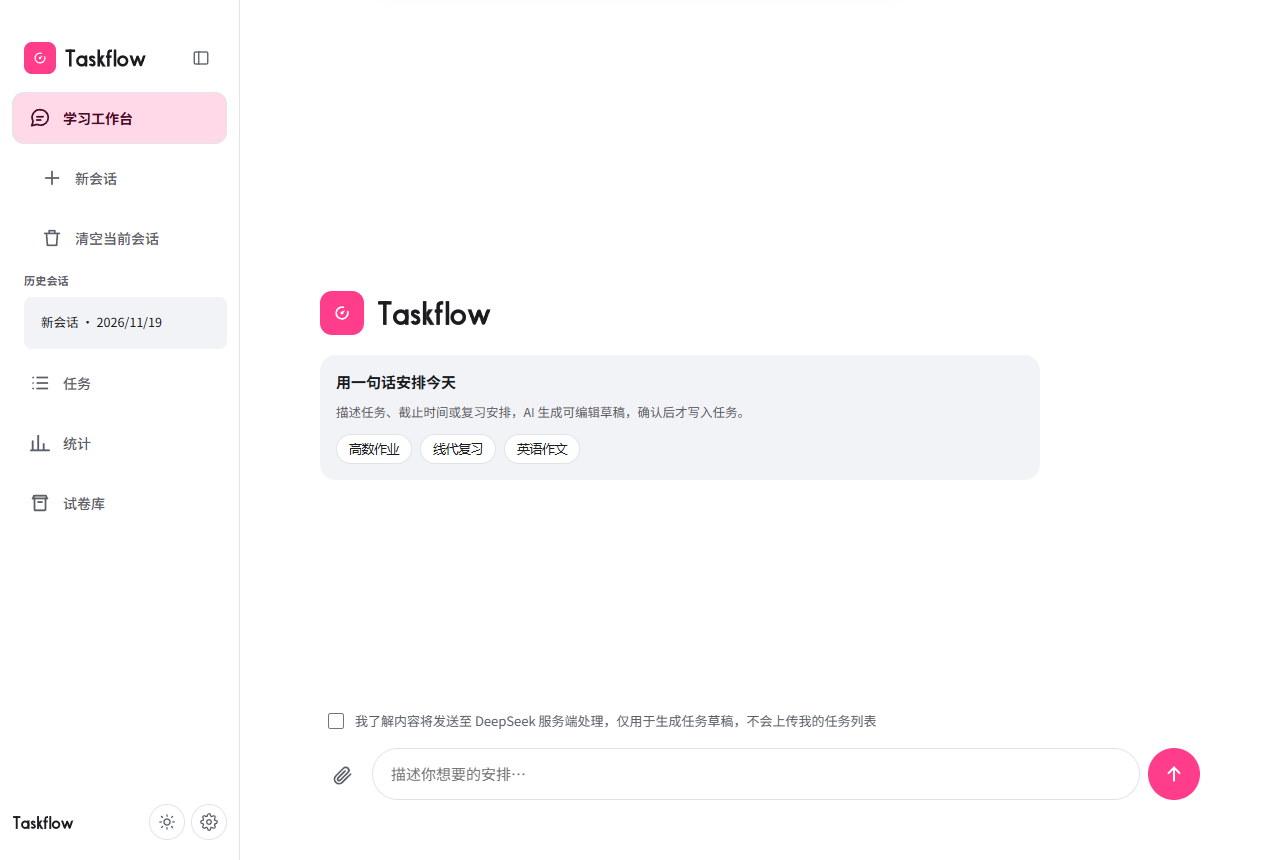 Taskflow
学习工作台
新会话
清空当前会话
历史会话
新会话 · 2026/11/19
任务
统计
试卷库
Taskflow
Taskflow
用一句话安排今天
描述任务、截止时间或复习安排，AI 生成可编辑草稿，确认后才写入任务。
高数作业
线代复习
英语作文
我了解内容将发送至 DeepSeek 服务端处理，仅用于生成任务草稿，不会上传我的任务列表
描述你想要的安排…